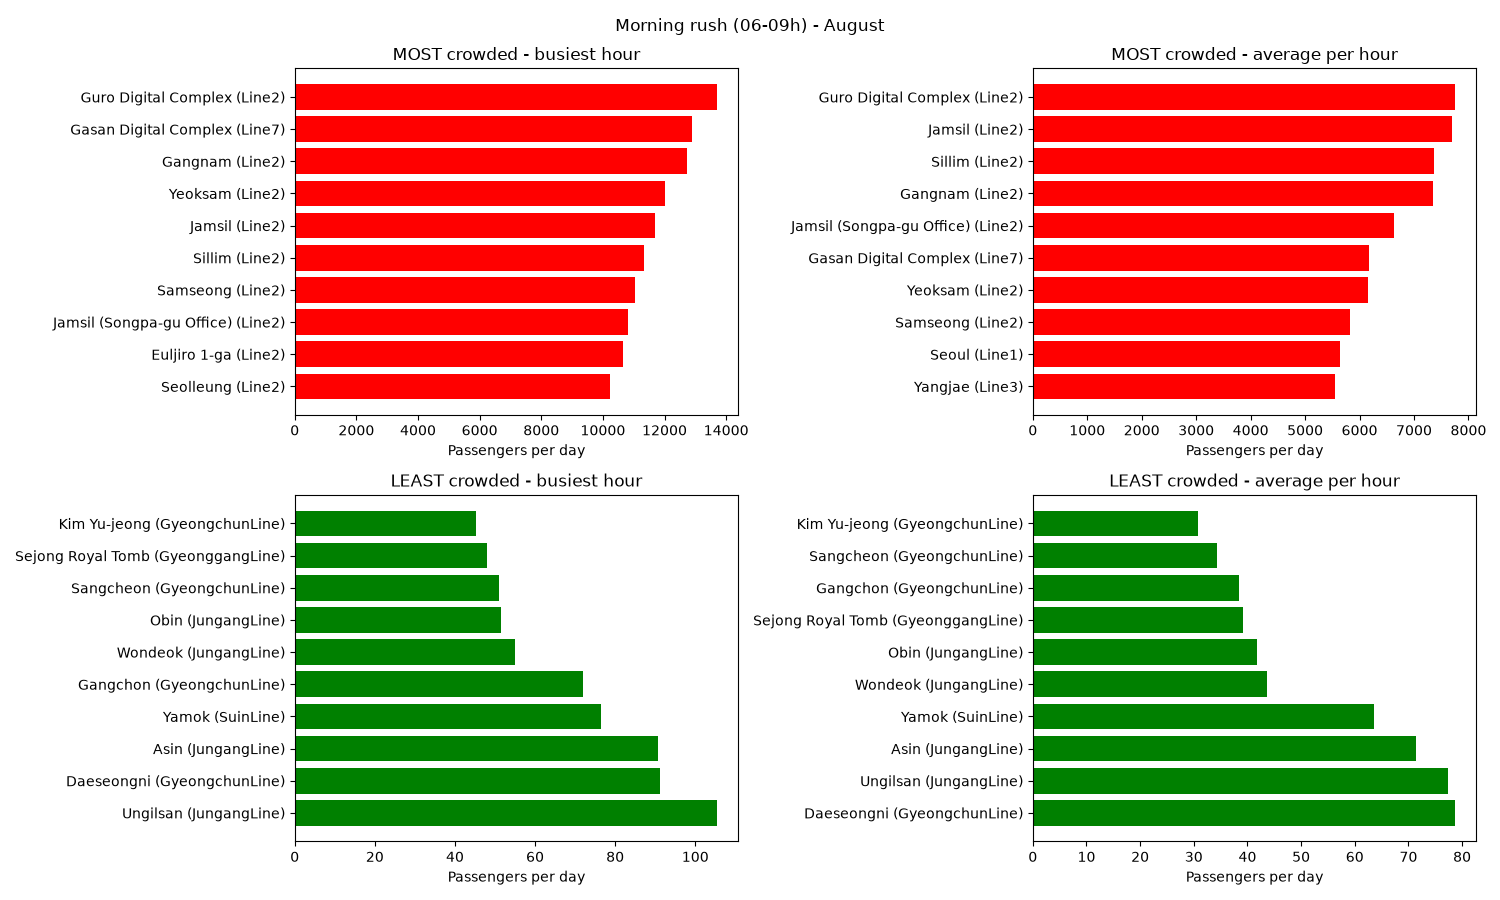 Morning rush (06-09h) - August
MOST crowded - busiest hour
Guro Digital Complex (Line2)
Gasan Digital Complex (Line7)
Gangnam (Line2)
Yeoksam (Line2)
Jamsil (Line2)
Sillim (Line2)
Samseong (Line2)
Jamsil (Songpa-gu Office) (Line2)
Euljiro 1-ga (Line2)
Seolleung (Line2)
0 2000 4000 6000 8000 10000 12000 14000
Passengers per day
MOST crowded - average per hour
Guro Digital Complex (Line2)
Jamsil (Line2)
Sillim (Line2)
Gangnam (Line2)
Jamsil (Songpa-gu Office) (Line2)
Gasan Digital Complex (Line7)
Yeoksam (Line2)
Samseong (Line2)
Seoul (Line1)
Yangjae (Line3)
0 1000 2000 3000 4000 5000 6000 7000 8000
Passengers per day
LEAST crowded - busiest hour
Kim Yu-jeong (GyeongchunLine)
Sejong Royal Tomb (GyeonggangLine)
Sangcheon (GyeongchunLine)
Obin (JungangLine)
Wondeok (JungangLine)
Gangchon (GyeongchunLine)
Yamok (SuinLine)
Asin (JungangLine)
Daeseongni (GyeongchunLine)
Ungilsan (JungangLine)
0 20 40 60 80 100
Passengers per day
LEAST crowded - average per hour
Kim Yu-jeong (GyeongchunLine)
Sangcheon (GyeongchunLine)
Gangchon (GyeongchunLine)
Sejong Royal Tomb (GyeonggangLine)
Obin (JungangLine)
Wondeok (JungangLine)
Yamok (SuinLine)
Asin (JungangLine)
Ungilsan (JungangLine)
Daeseongni (GyeongchunLine)
0 10 20 30 40 50 60 70 80
Passengers per day